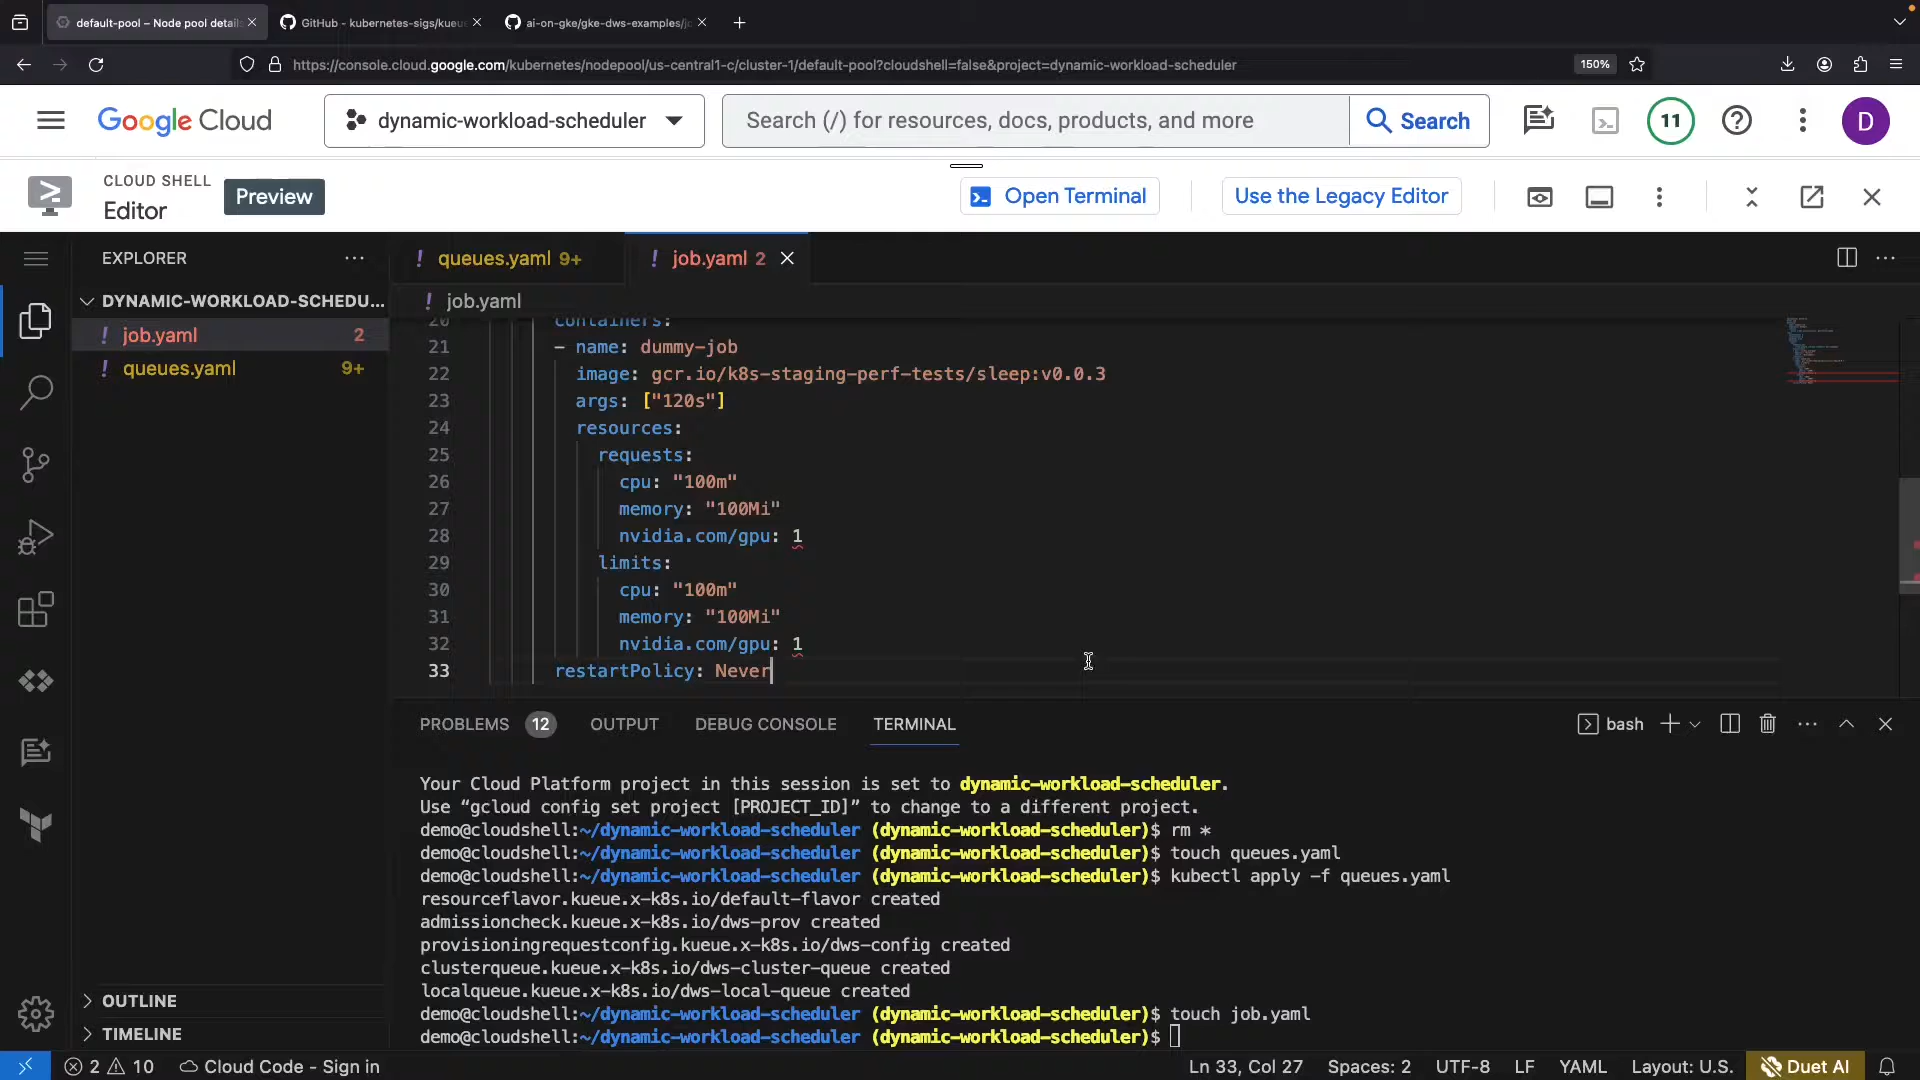 default-pool – Node pool detail
GitHub - kubernetes-sigs/kueu
ai-on-gke/gke-dws-examples/j
https://console.cloud.google.com/kubernetes/nodepool/us-central1-c/cluster-1/default-pool?cloudshell=false&project=dynamic-workload-scheduler
150%
Google Cloud
dynamic-workload-scheduler
Search (/) for resources, docs, products, and more
Search
11
D
CLOUD SHELL
Editor
Preview
Open Terminal
Use the Legacy Editor
EXPLORER
queues.yaml 9+
job.yaml 2
DYNAMIC-WORKLOAD-SCHEDU...
job.yaml
job.yaml 2
queues.yaml 9+
20 containers:
21 - name: dummy-job
22 image: gcr.io/k8s-staging-perf-tests/sleep:v0.0.3
23 args: ["120s"]
24 resources:
25 requests:
26 cpu: "100m"
27 memory: "100Mi"
28 nvidia.com/gpu: 1
29 limits:
30 cpu: "100m"
31 memory: "100Mi"
32 nvidia.com/gpu: 1
33 restartPolicy: Never
PROBLEMS 12 OUTPUT DEBUG CONSOLE TERMINAL
bash
Your Cloud Platform project in this session is set to dynamic-workload-scheduler.
Use “gcloud config set project [PROJECT_ID]” to change to a different project.
demo@cloudshell:~/dynamic-workload-scheduler (dynamic-workload-scheduler)$ rm *
demo@cloudshell:~/dynamic-workload-scheduler (dynamic-workload-scheduler)$ touch queues.yaml
demo@cloudshell:~/dynamic-workload-scheduler (dynamic-workload-scheduler)$ kubectl apply -f queues.yaml
resourceflavor.kueue.x-k8s.io/default-flavor created
admissioncheck.kueue.x-k8s.io/dws-prov created
provisioningrequestconfig.kueue.x-k8s.io/dws-config created
clusterqueue.kueue.x-k8s.io/dws-cluster-queue created
localqueue.kueue.x-k8s.io/dws-local-queue created
demo@cloudshell:~/dynamic-workload-scheduler (dynamic-workload-scheduler)$ touch job.yaml
demo@cloudshell:~/dynamic-workload-scheduler (dynamic-workload-scheduler)$
OUTLINE
TIMELINE
2 10 Cloud Code - Sign in
Ln 33, Col 27 Spaces: 2 UTF-8 LF YAML Layout: U.S. Duet AI